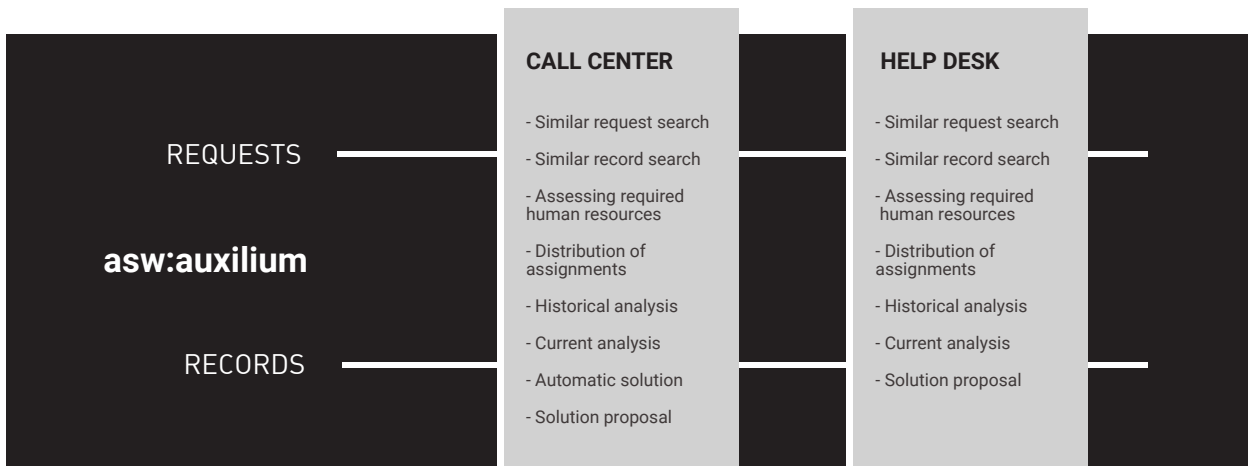 REQUESTS
asw:auxilium
RECORDS
CALL CENTER
- Similar request search
- Similar record search
- Assessing required
human resources
- Distribution of
assignments
- Historical analysis
- Current analysis
- Automatic solution
- Solution proposal
HELP DESK
- Similar request search
- Similar record search
- Assessing required
human resources
- Distribution of
assignments
- Historical analysis
- Current analysis
- Solution proposal